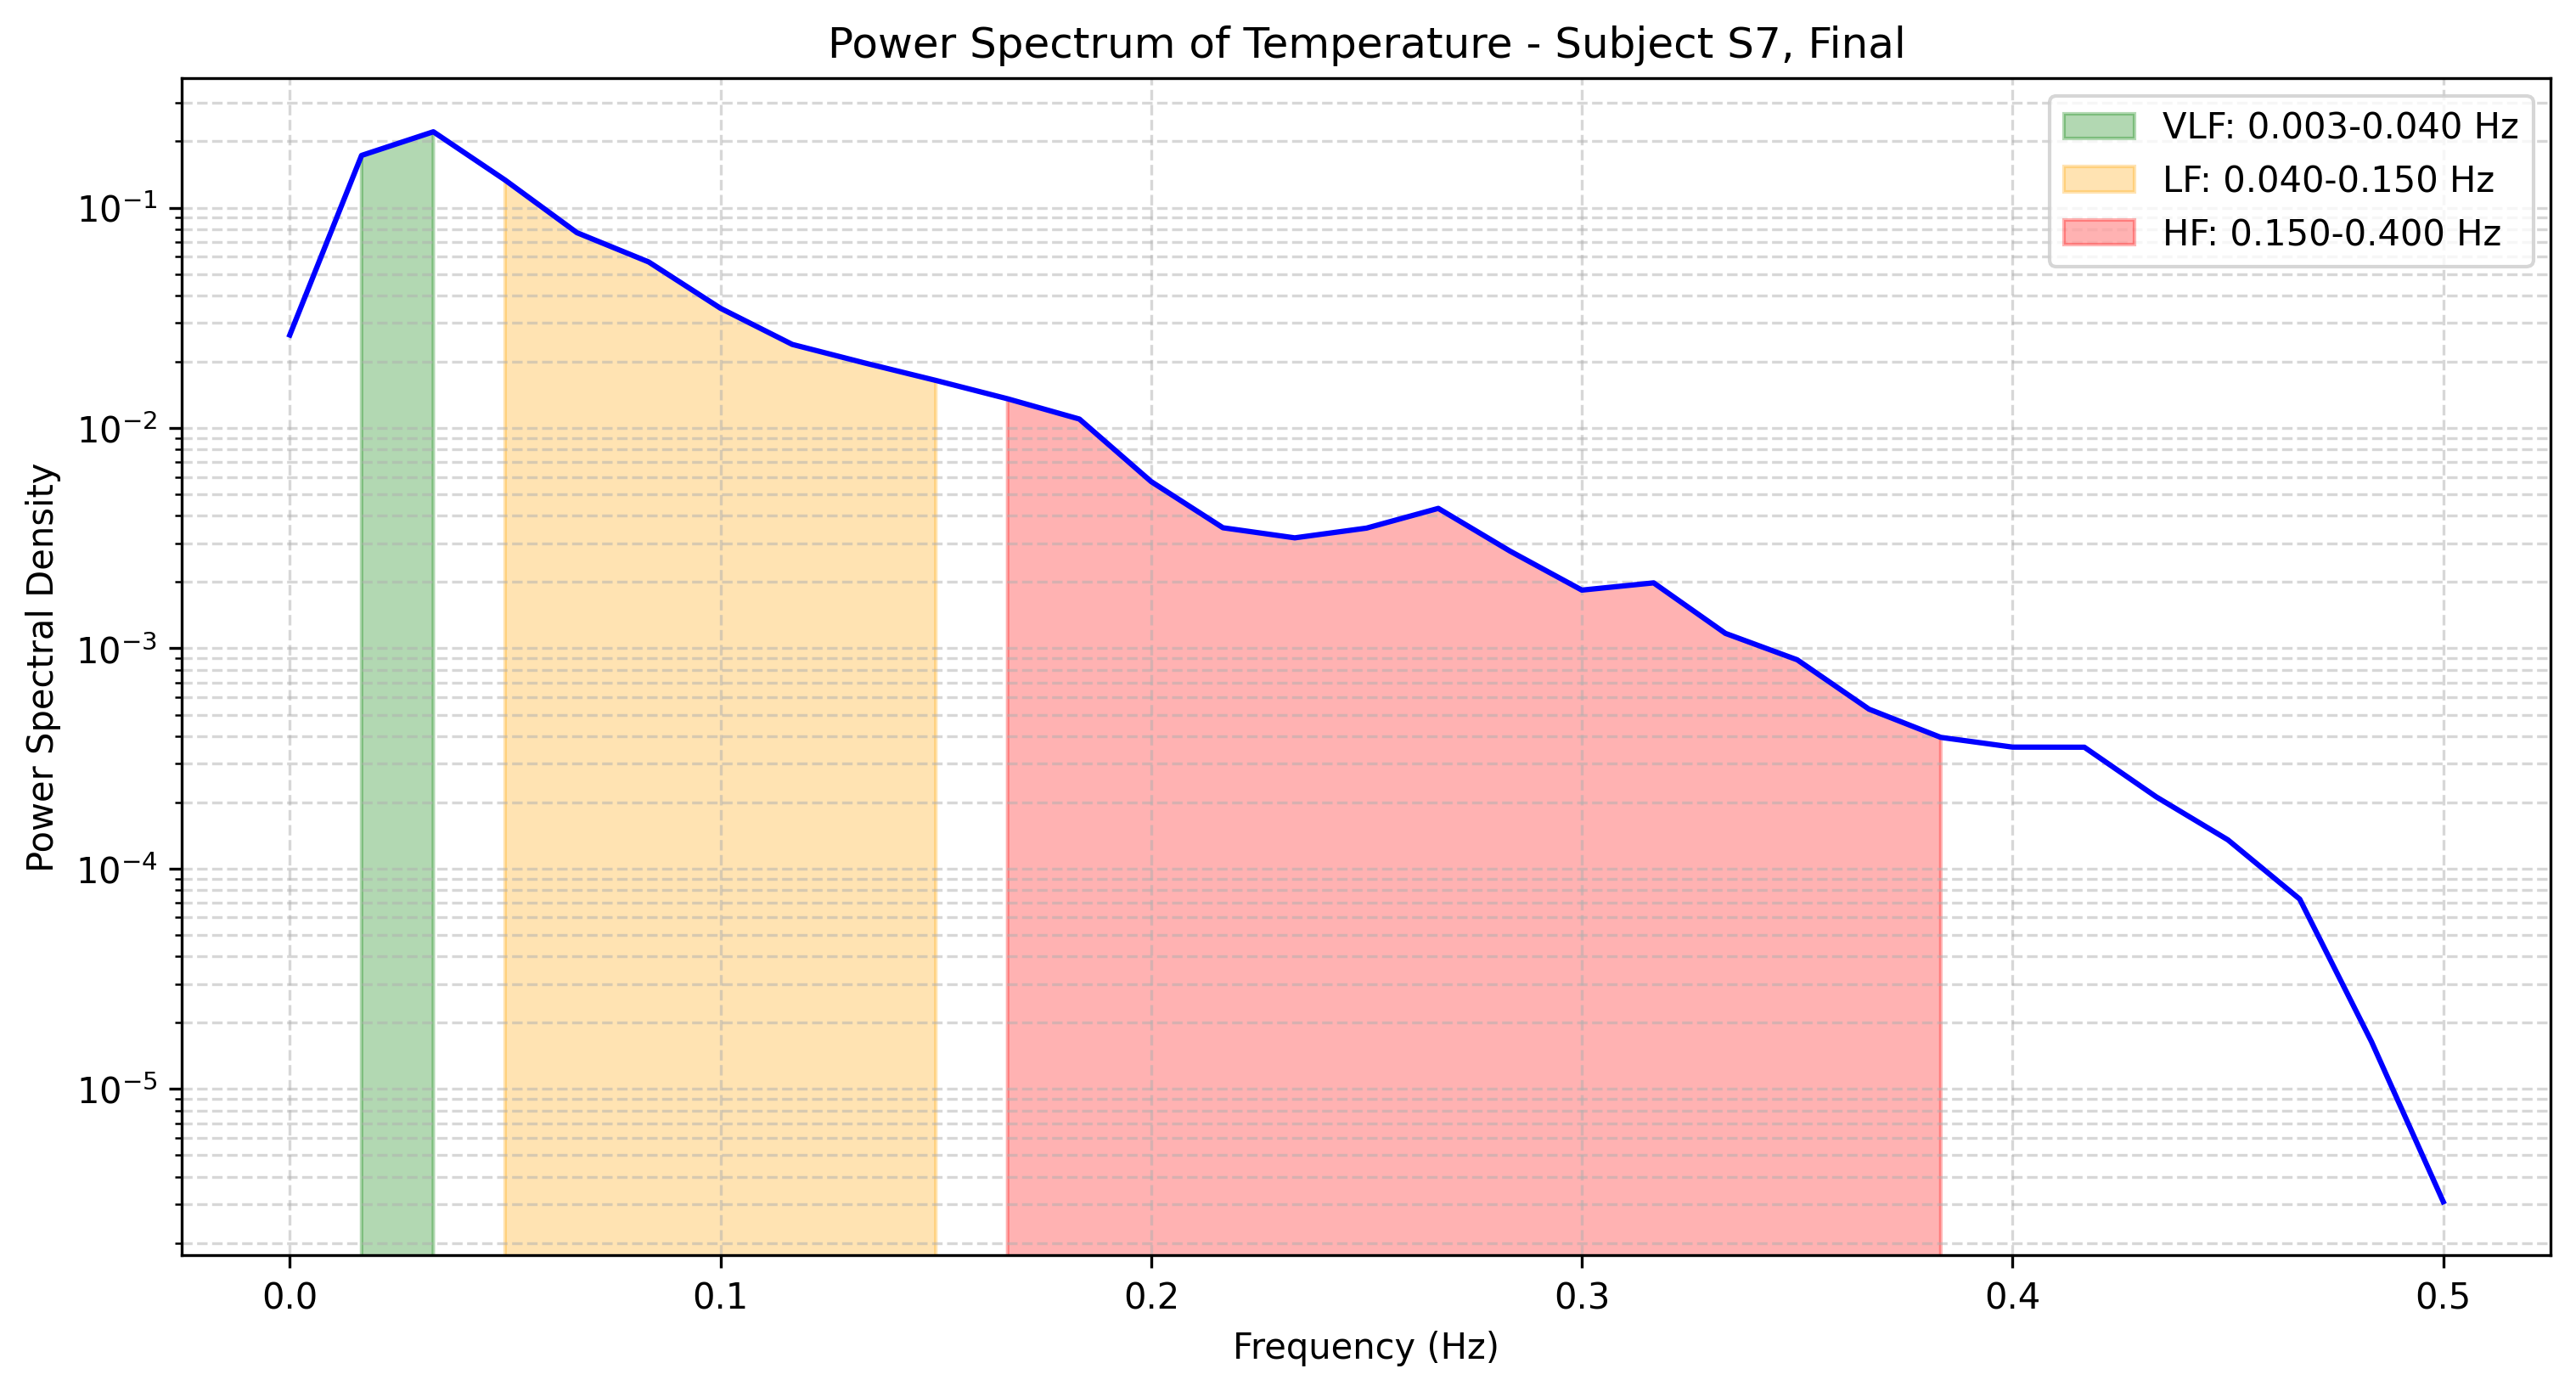 Power Spectrum of Temperature - Subject S7, Final
VLF: 0.003-0.040 Hz
LF: 0.040-0.150 Hz
HF: 0.150-0.400 Hz
Power Spectral Density
10⁻¹
10⁻²
10⁻³
10⁻⁴
10⁻⁵
0.0 0.1 0.2 0.3 0.4 0.5
Frequency (Hz)